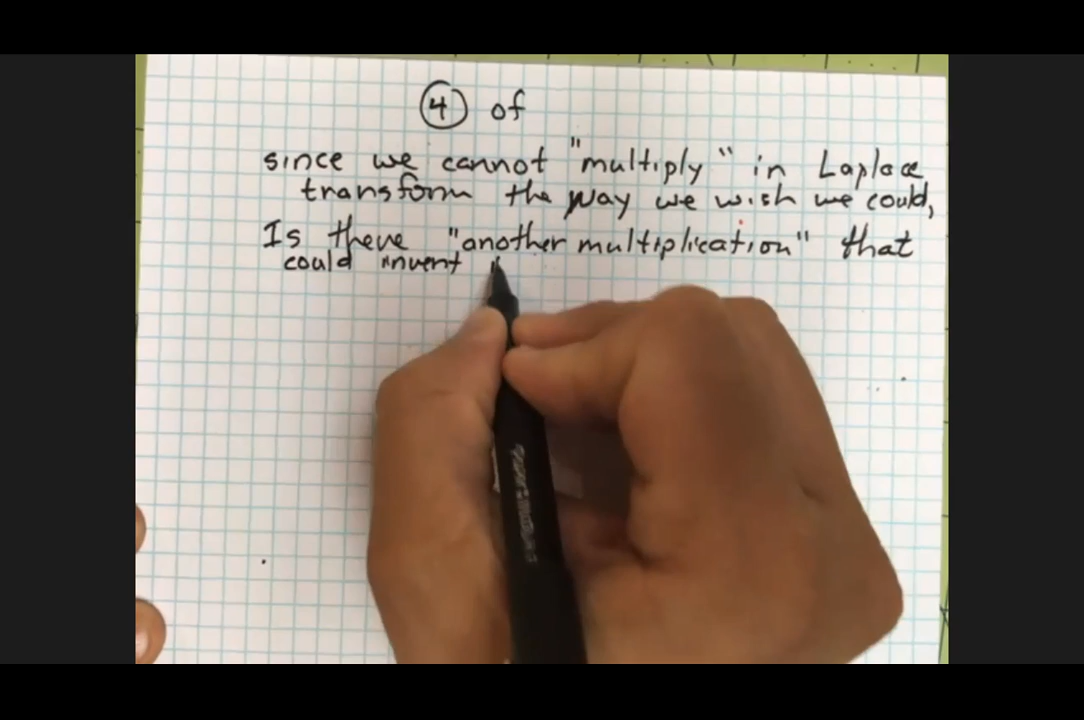 ④ of
since we cannot "multiply" in Laplace
transform the way we wish we could,
Is there "another multiplication" that
could invent